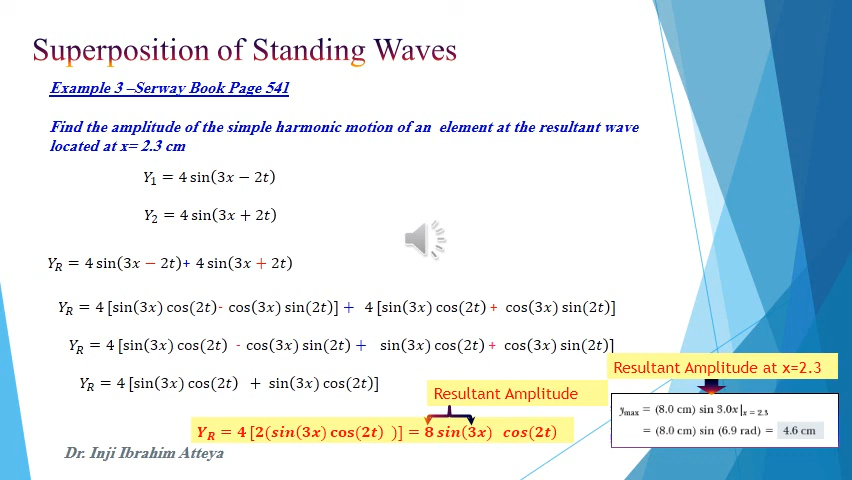 Superposition of Standing Waves
Example 3 –Serway Book Page 541
Find the amplitude of the simple harmonic motion of an element at the resultant wave
located at x= 2.3 cm
Y₁ = 4 sin(3x − 2t)
Y₂ = 4 sin(3x + 2t)
Y_R = 4 sin(3x − 2t)+ 4 sin(3x + 2t)
Y_R = 4 [sin(3x) cos(2t)- cos(3x) sin(2t)] + 4 [sin(3x) cos(2t) + cos(3x) sin(2t)]
Y_R = 4 [sin(3x) cos(2t) - cos(3x) sin(2t) + sin(3x) cos(2t) + cos(3x) sin(2t)]
Y_R = 4 [sin(3x) cos(2t) + sin(3x) cos(2t)]
Resultant Amplitude
Y_R = 4 [2(sin(3x) cos(2t) )] = 8 sin(3x) cos(2t)
Resultant Amplitude at x=2.3
y_max = (8.0 cm) sin 3.0x|x = 2.3
= (8.0 cm) sin (6.9 rad) = 4.6 cm
Dr. Inji Ibrahim Atteya